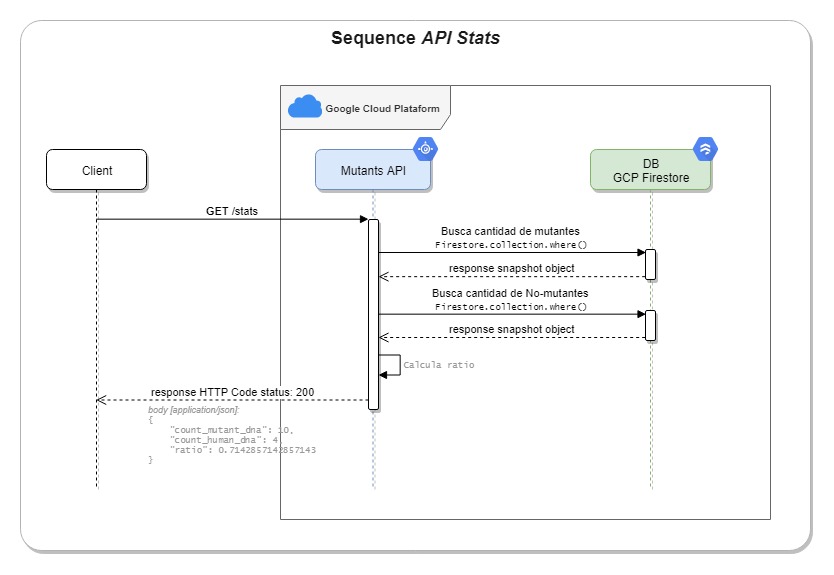 Sequence API Stats
Google Cloud Plataform
Client
Mutants API
DB
GCP Firestore
GET /stats
Busca cantidad de mutantes
Firestore.collection.where()
response snapshot object
Busca cantidad de No-mutantes
Firestore.collection.where()
response snapshot object
Calcula ratio
response HTTP Code status: 200
body [application/json]:
{
"count_mutant_dna": 10,
"count_human_dna": 4,
"ratio": 0.7142857142857143
}